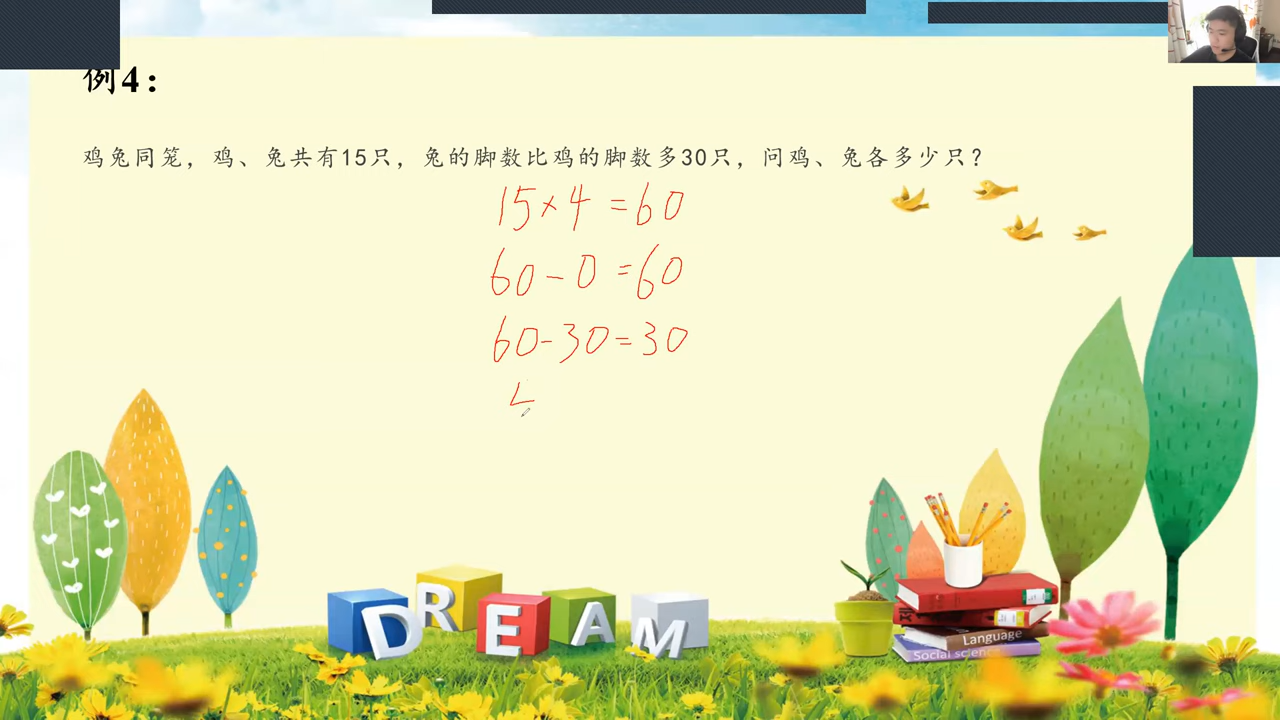 例4：
鸡兔同笼，鸡、兔共有15只，兔的脚数比鸡的脚数多30只，问鸡、兔各多少只？
15×4=60
60-0=60
60-30=30
DREAM
Language
Social science